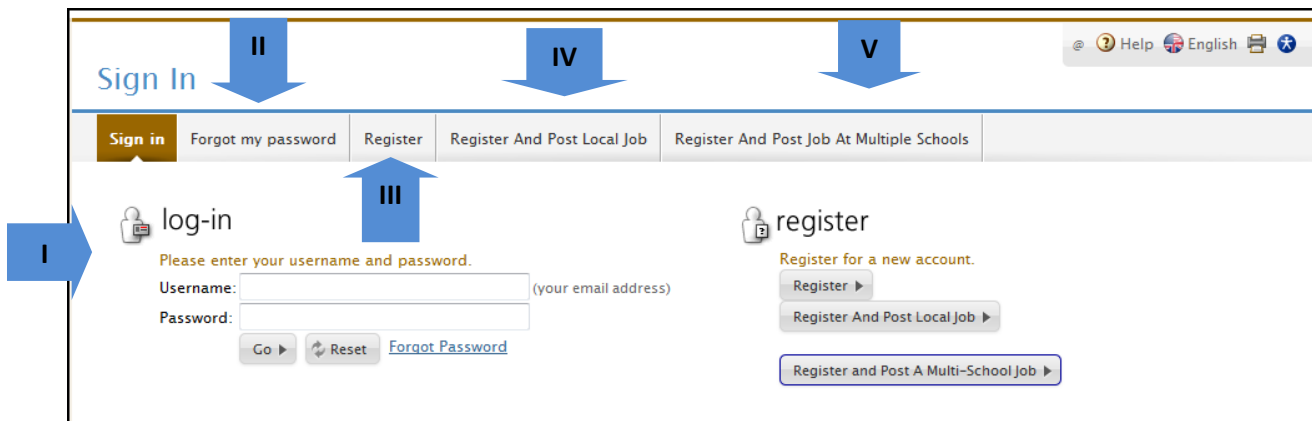 II
IV
V
@ Help English
Sign In
Sign in Forgot my password Register Register And Post Local Job Register And Post Job At Multiple Schools
III
I
log-in
Please enter your username and password.
Username: (your email address)
Password:
Go Reset Forgot Password
register
Register for a new account.
Register
Register And Post Local Job
Register and Post A Multi-School Job